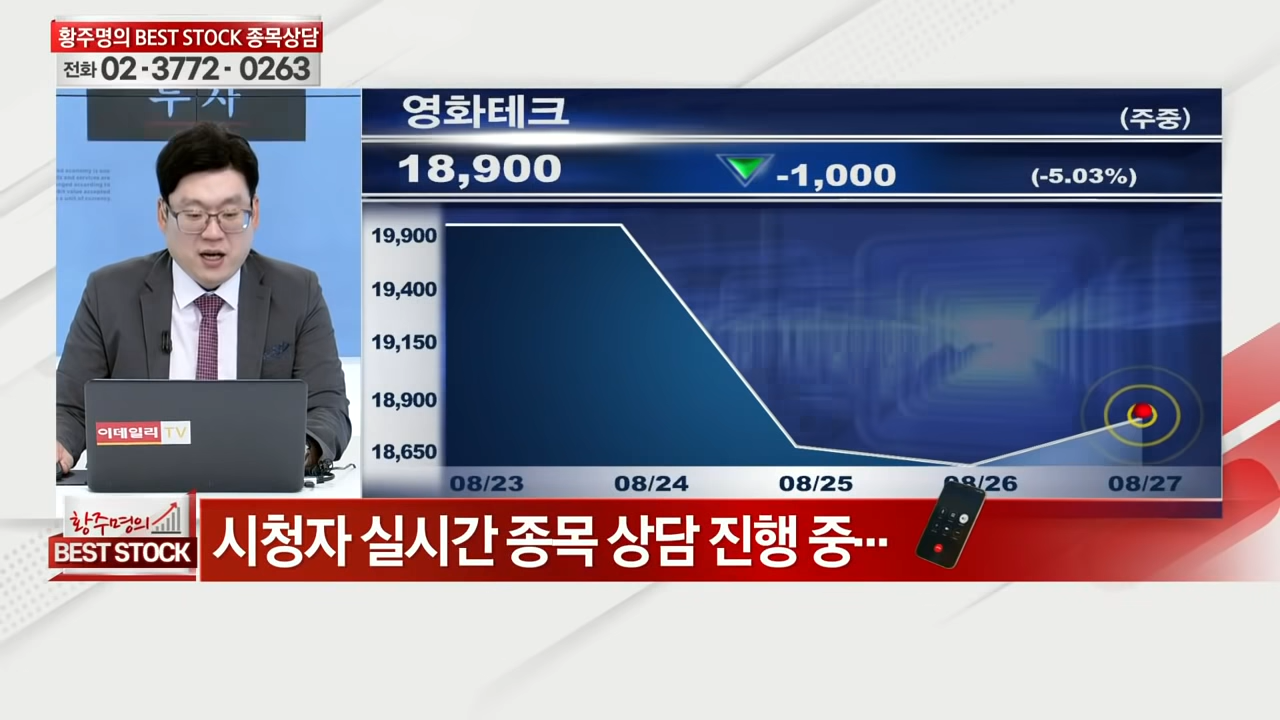 황주명의 BEST STOCK 종목상담
전화 02-3772-0263
투자
영화테크
(주중)
18,900
-1,000
(-5.03%)
19,900
19,400
19,150
18,900
18,650
08/23
08/24
08/25
08/26
08/27
이데일리 TV
황주명의
BEST STOCK
시청자 실시간 종목 상담 진행 중...